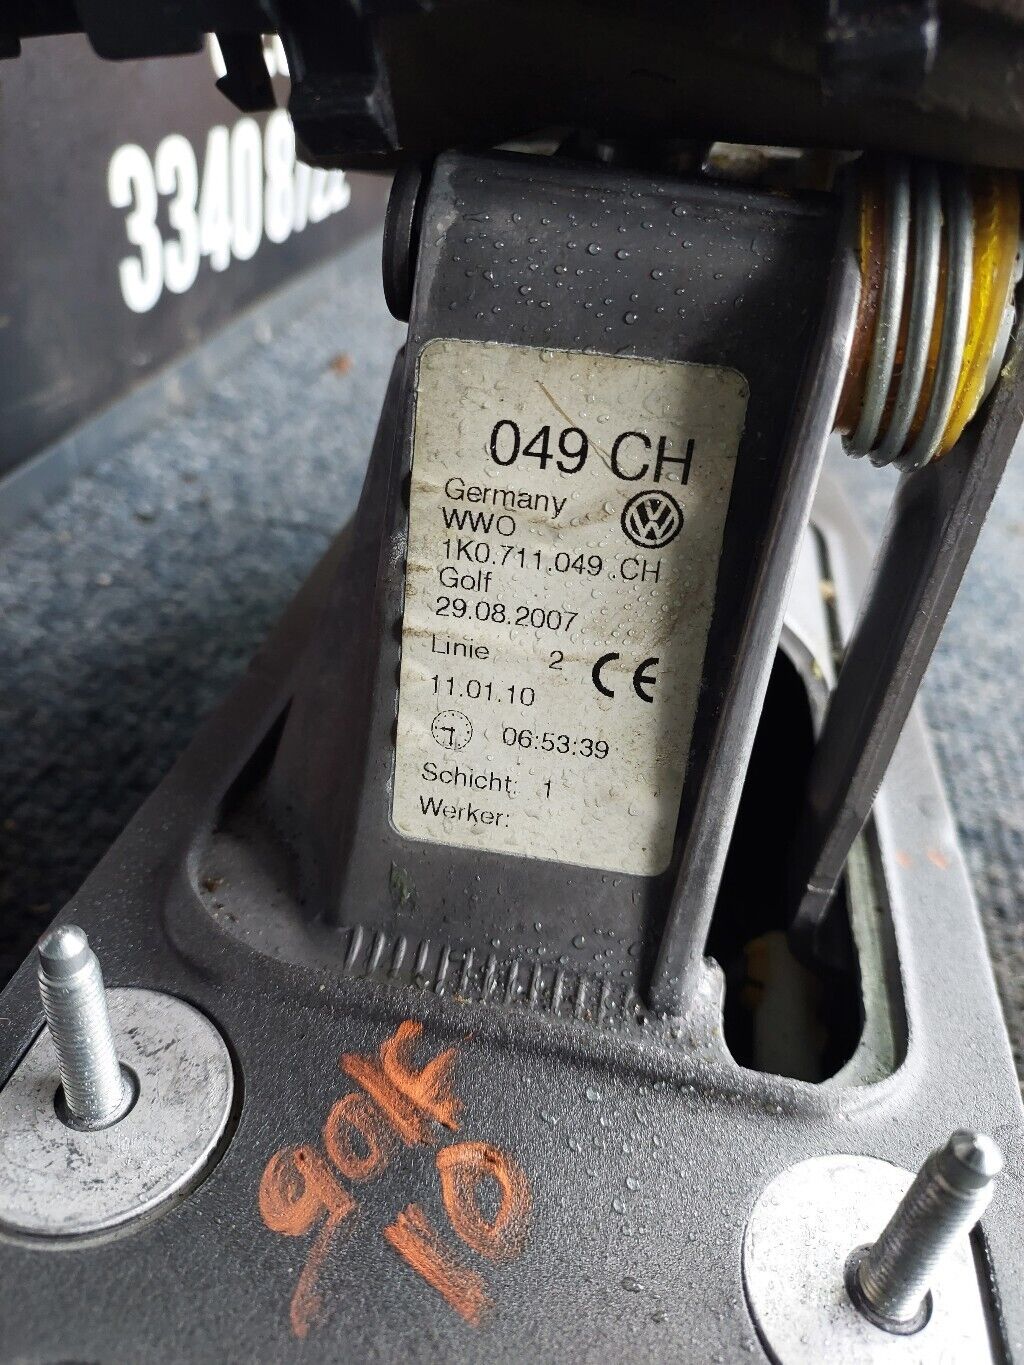 33408722
049 CH
Germany
WWO
1K0.711.049 .CH
Golf
29.08.2007
Linie 2 CE
11.01.10
06:53:39
Schicht: 1
Werker:
golf
-10